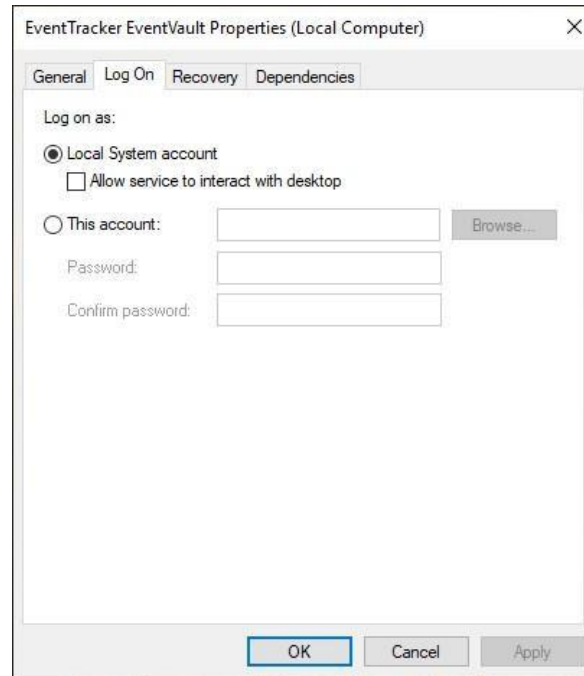 EventTracker EventVault Properties (Local Computer)
General Log On Recovery Dependencies
Log on as:
Local System account
Allow service to interact with desktop
This account:
Browse...
Password:
Confirm password:
OK Cancel Apply